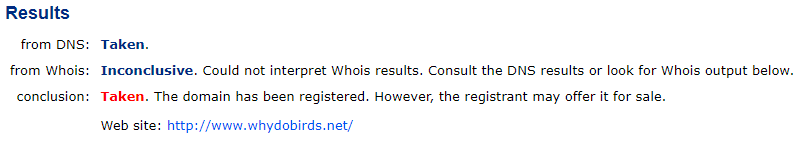 Results
from DNS: Taken.
from Whois: Inconclusive. Could not interpret Whois results. Consult the DNS results or look for Whois output below.
conclusion: Taken. The domain has been registered. However, the registrant may offer it for sale.
Web site: http://www.whydobirds.net/